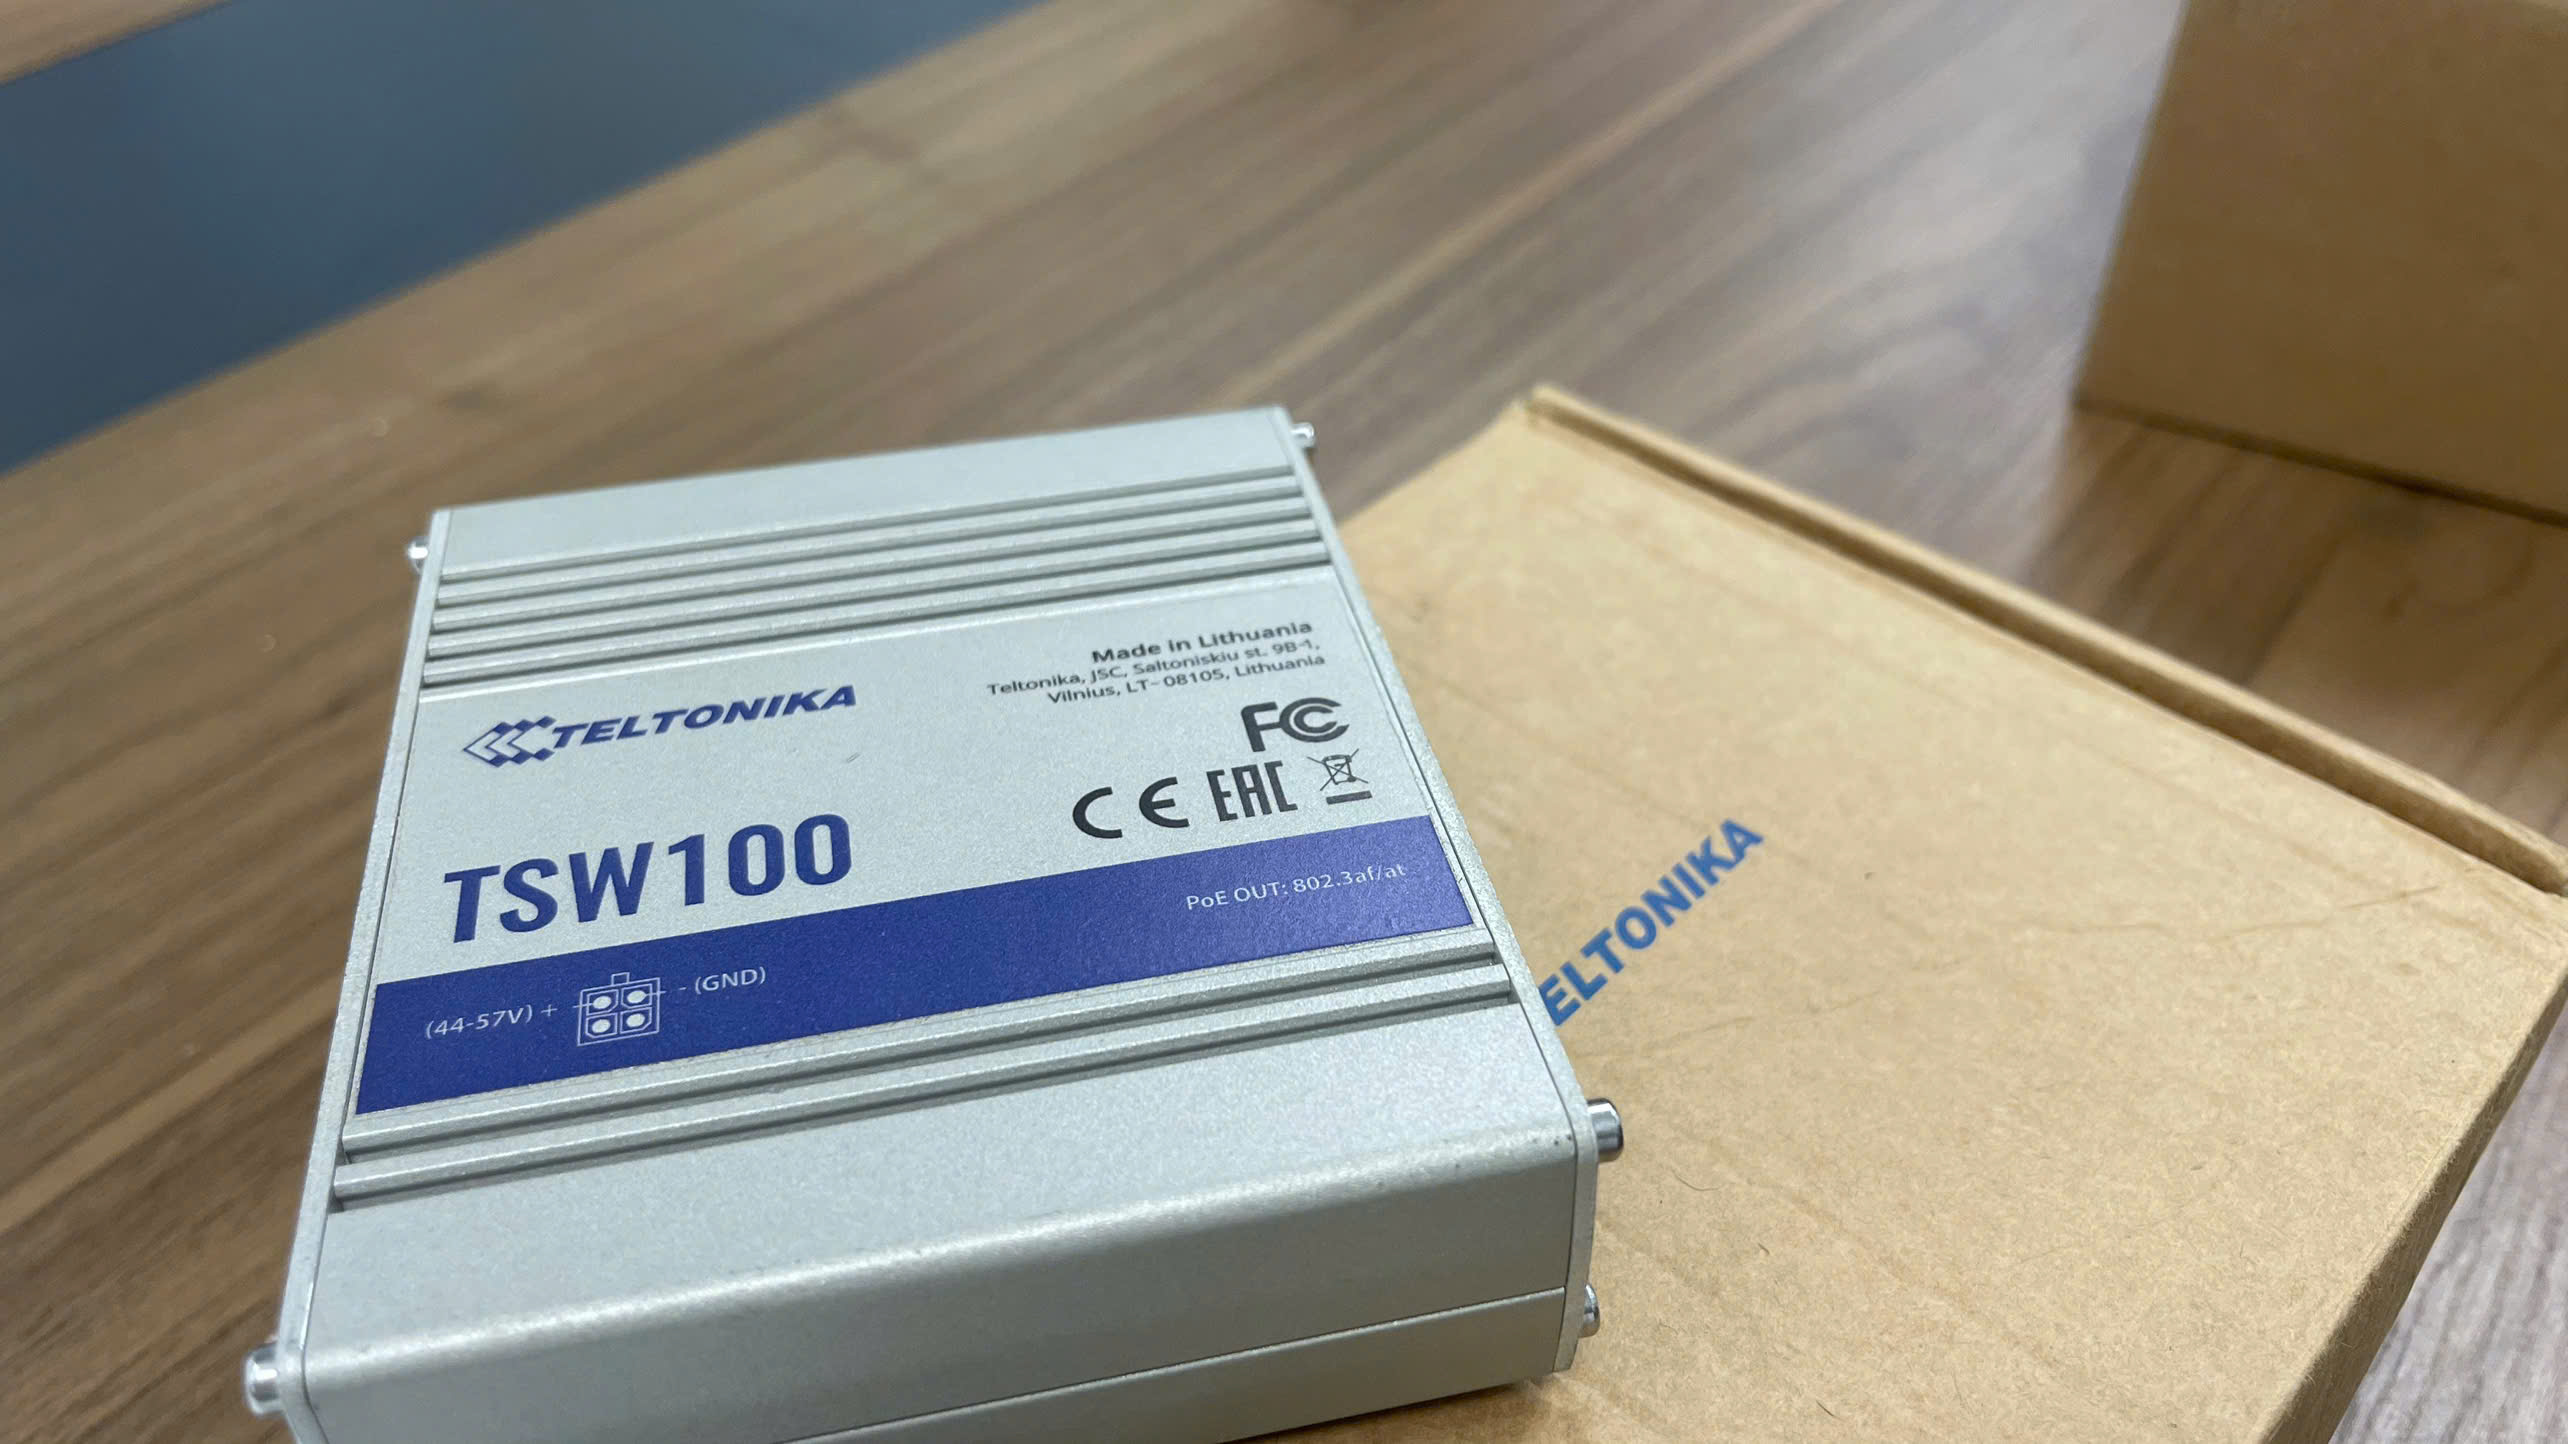 Made in Lithuania
Teltonika, JSC, Saltoniskiu st. 9B-1,
Vilnius, LT-08105, Lithuania
TELTONIKA
FC
CE EAC
TSW100
PoE OUT: 802.3af/at
(44-57V) + - (GND)
ELTONIKA